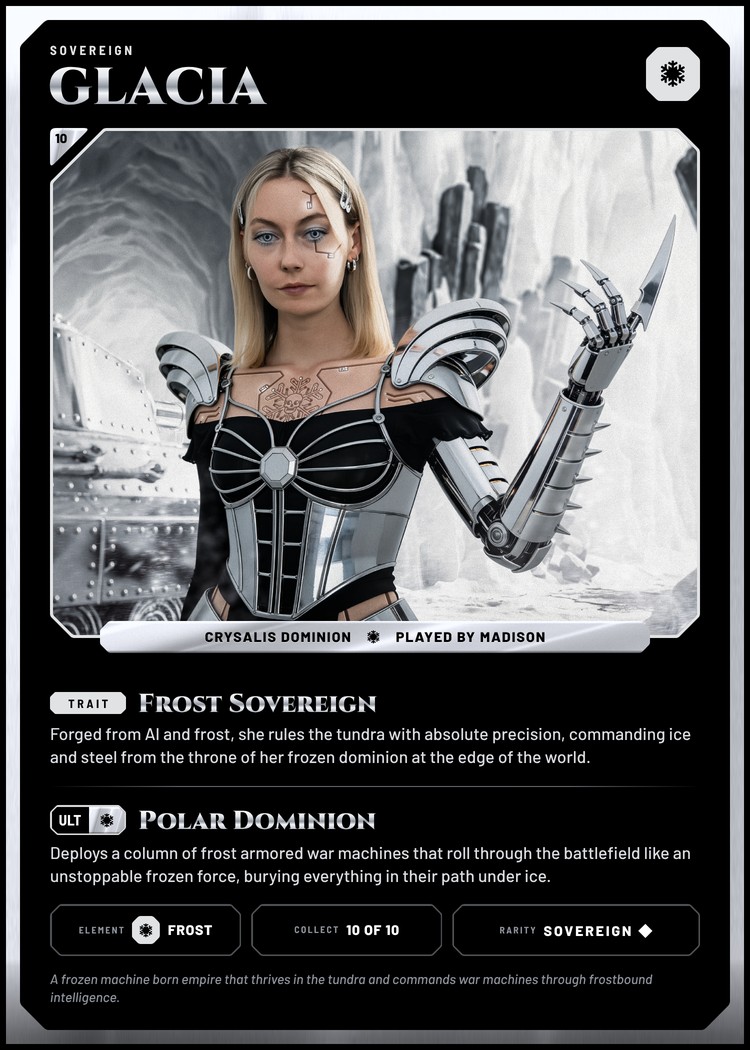 SOVEREIGN
GLACIA
10
CRYSALIS DOMINION PLAYED BY MADISON
TRAIT FROST SOVEREIGN
Forged from AI and frost, she rules the tundra with absolute precision, commanding ice
and steel from the throne of her frozen dominion at the edge of the world.
ULT POLAR DOMINION
Deploys a column of frost armored war machines that roll through the battlefield like an
unstoppable frozen force, burying everything in their path under ice.
ELEMENT FROST COLLECT 10 OF 10 RARITY SOVEREIGN
A frozen machine born empire that thrives in the tundra and commands war machines through frostbound
intelligence.